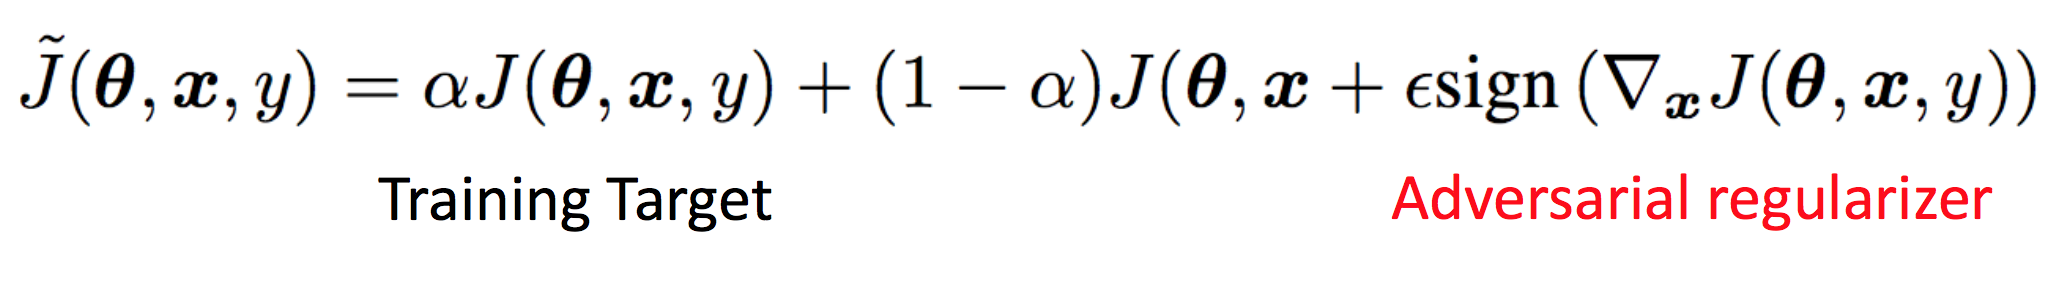 J̃(θ, x, y) = αJ(θ, x, y) + (1 − α)J(θ, x + ϵsign (∇ₓJ(θ, x, y))
Training Target
Adversarial regularizer